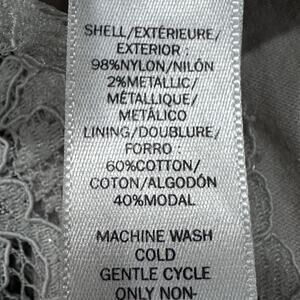 SHELL/EXTÉRIEURE/
EXTERIOR :
98%NYLON/NILÓN
2%METALLIC/
MÉTALLIQUE/
METÁLICO
LINING/DOUBLURE/
FORRO :
60%COTTON/
COTON/ALGODÓN
40%MODAL
MACHINE WASH
COLD
GENTLE CYCLE
ONLY NON-